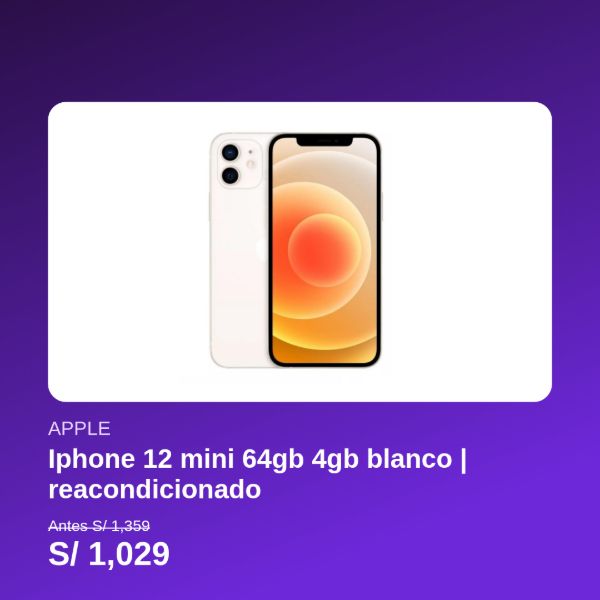 APPLE
Iphone 12 mini 64gb 4gb blanco |
reacondicionado
Antes S/ 1,359
S/ 1,029